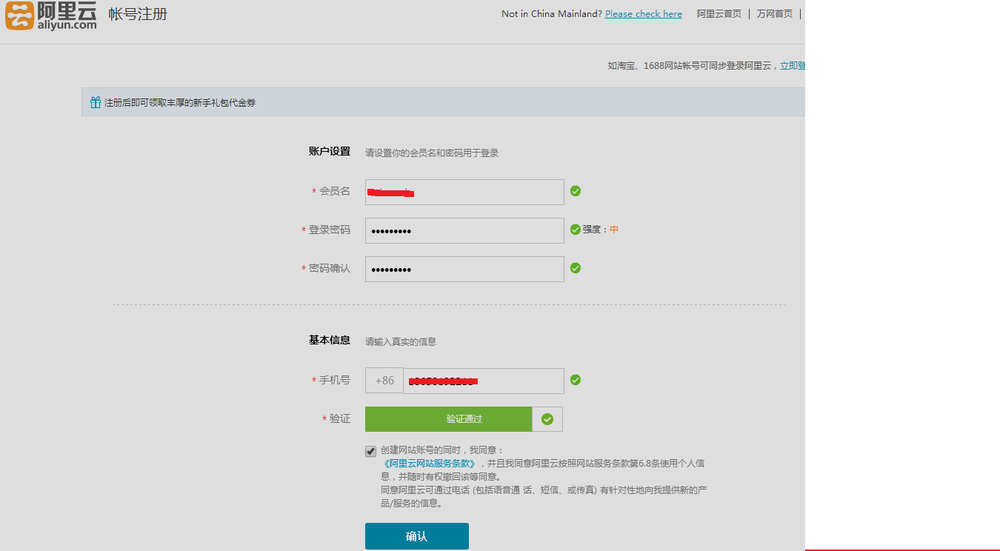 阿里云
aliyun.com
帐号注册
Not in China Mainland? Please check here 阿里云首页 | 万网首页 |
如淘宝、1688网站帐号可同步登录阿里云，立即登
注册后即可领取丰厚的新手礼包代金券
账户设置 请设置你的会员名和密码用于登录
* 会员名
* 登录密码 ••••••••• 强度：中
* 密码确认 •••••••••
基本信息 请输入真实的信息
* 手机号 +86
* 验证 验证通过
创建网站账号的同时，我同意：
《阿里云网站服务条款》，并且我同意阿里云按照网站服务条款第6.8条使用个人信
息，并随时有权撤回该等同意。
同意阿里云可通过电话 (包括语音通 话、短信、或传真) 有针对性地向我提供新的产
品/服务的信息。
确认